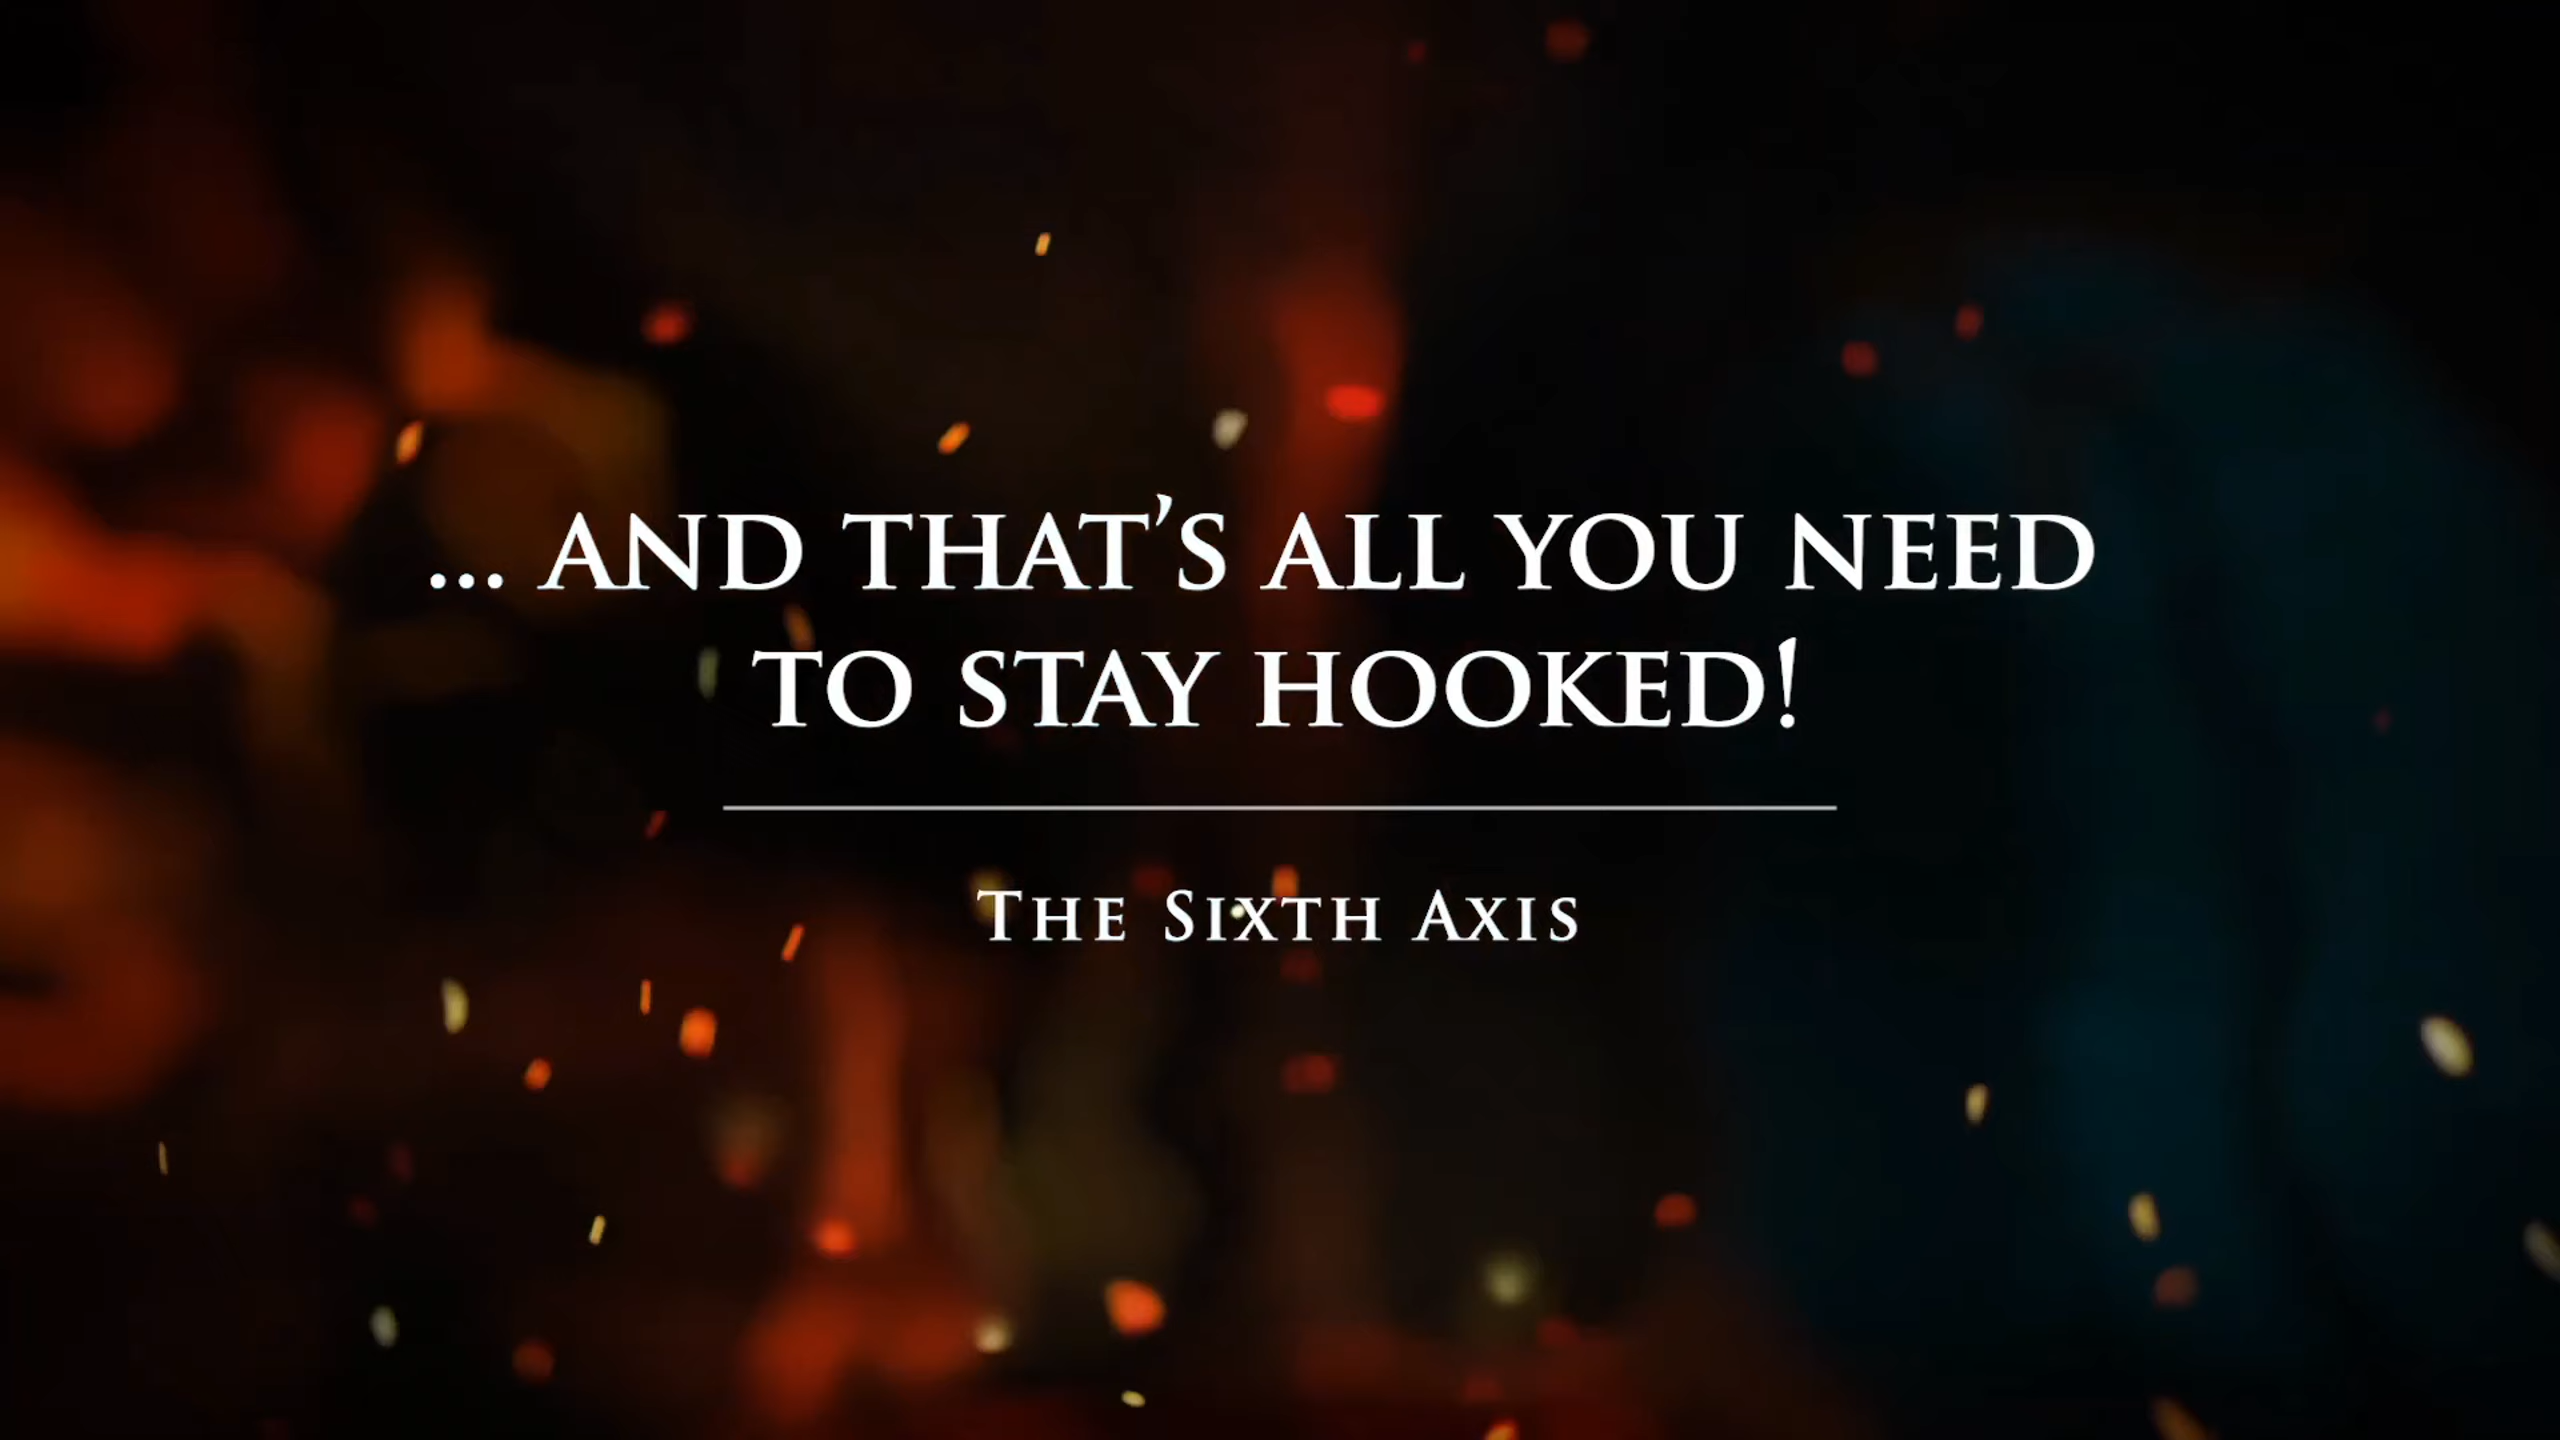 ... AND THAT’S ALL YOU NEED
TO STAY HOOKED!
THE SIXTH AXIS